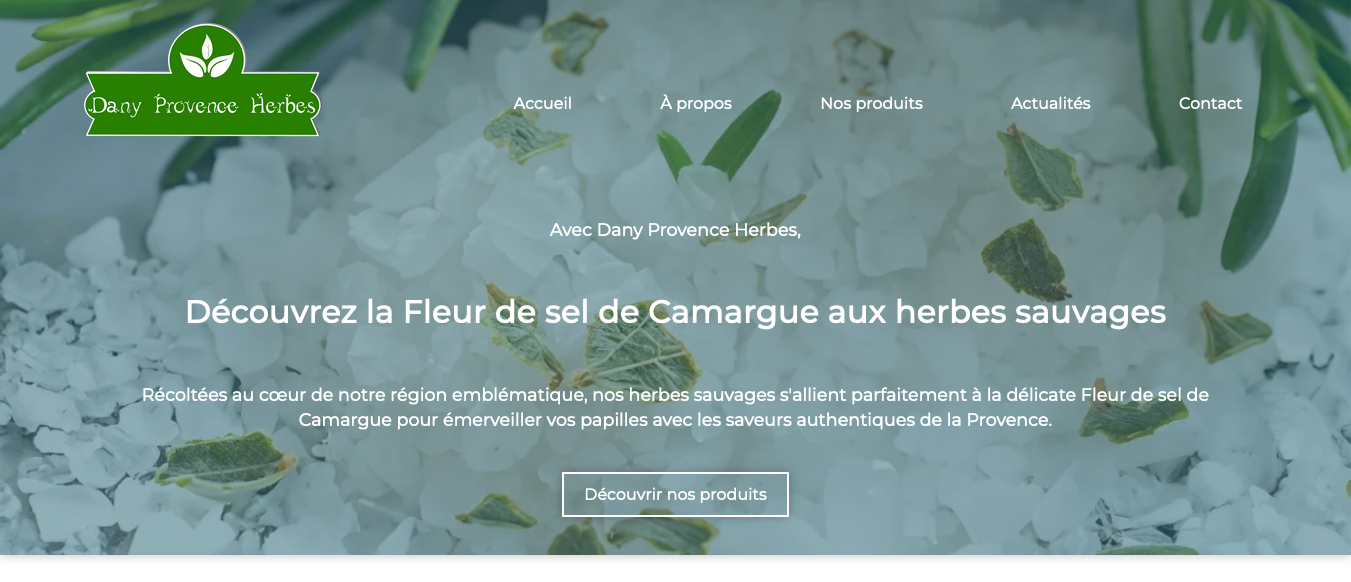 Dany Provence Herbes
Accueil À propos Nos produits Actualités Contact
Avec Dany Provence Herbes,
Découvrez la Fleur de sel de Camargue aux herbes sauvages
Récoltées au cœur de notre région emblématique, nos herbes sauvages s'allient parfaitement à la délicate Fleur de sel de
Camargue pour émerveiller vos papilles avec les saveurs authentiques de la Provence.
Découvrir nos produits